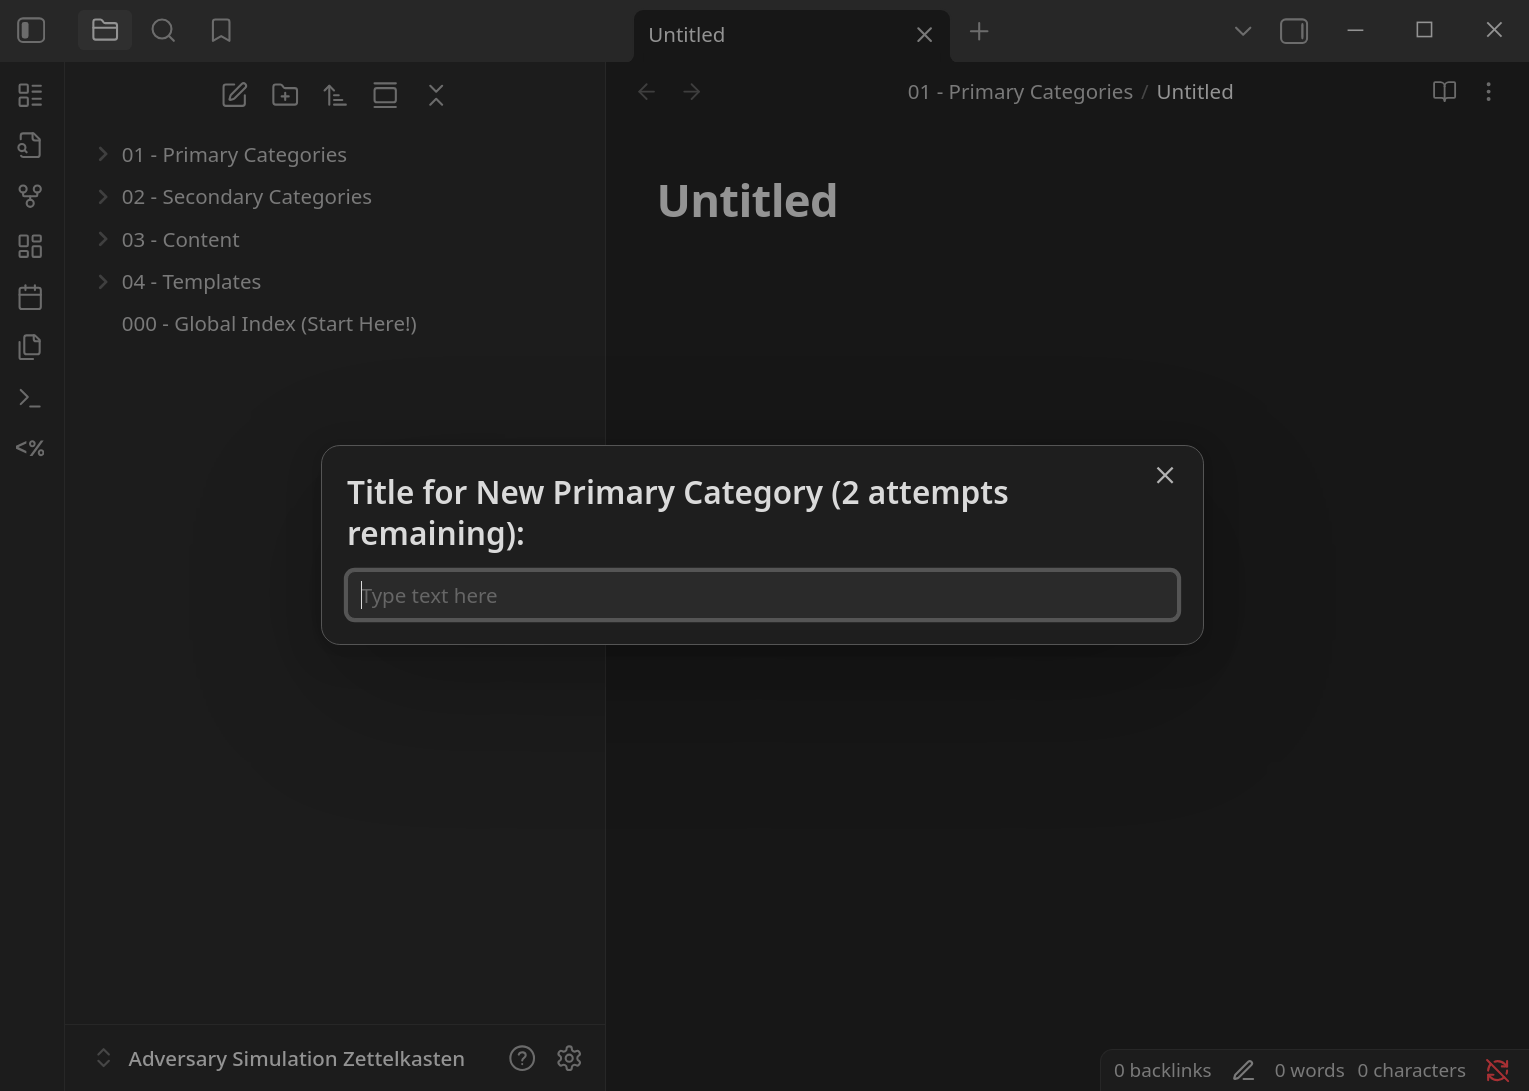 Untitled
01 - Primary Categories / Untitled
01 - Primary Categories
02 - Secondary Categories
03 - Content
04 - Templates
000 - Global Index (Start Here!)
<%
Untitled
Title for New Primary Category (2 attempts
remaining):
Type text here
Adversary Simulation Zettelkasten
0 backlinks 0 words 0 characters